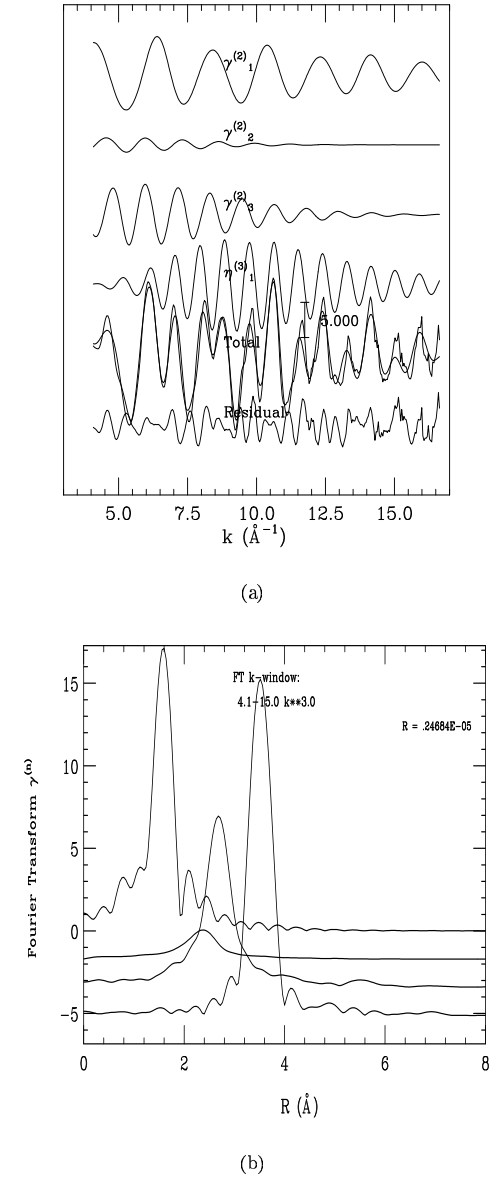 γ(2)1
γ(2)2
γ(2)3
η(3)1
5.000
Total
Residual
5.0 7.5 10.0 12.5 15.0
k (Å−1)
(a)
FT k-window:
4.1-15.0 k**3.0
R = .24684E-05
15
10
5
0
−5
Fourier Transform γ(n)
0 2 4 6 8
R (Å)
(b)